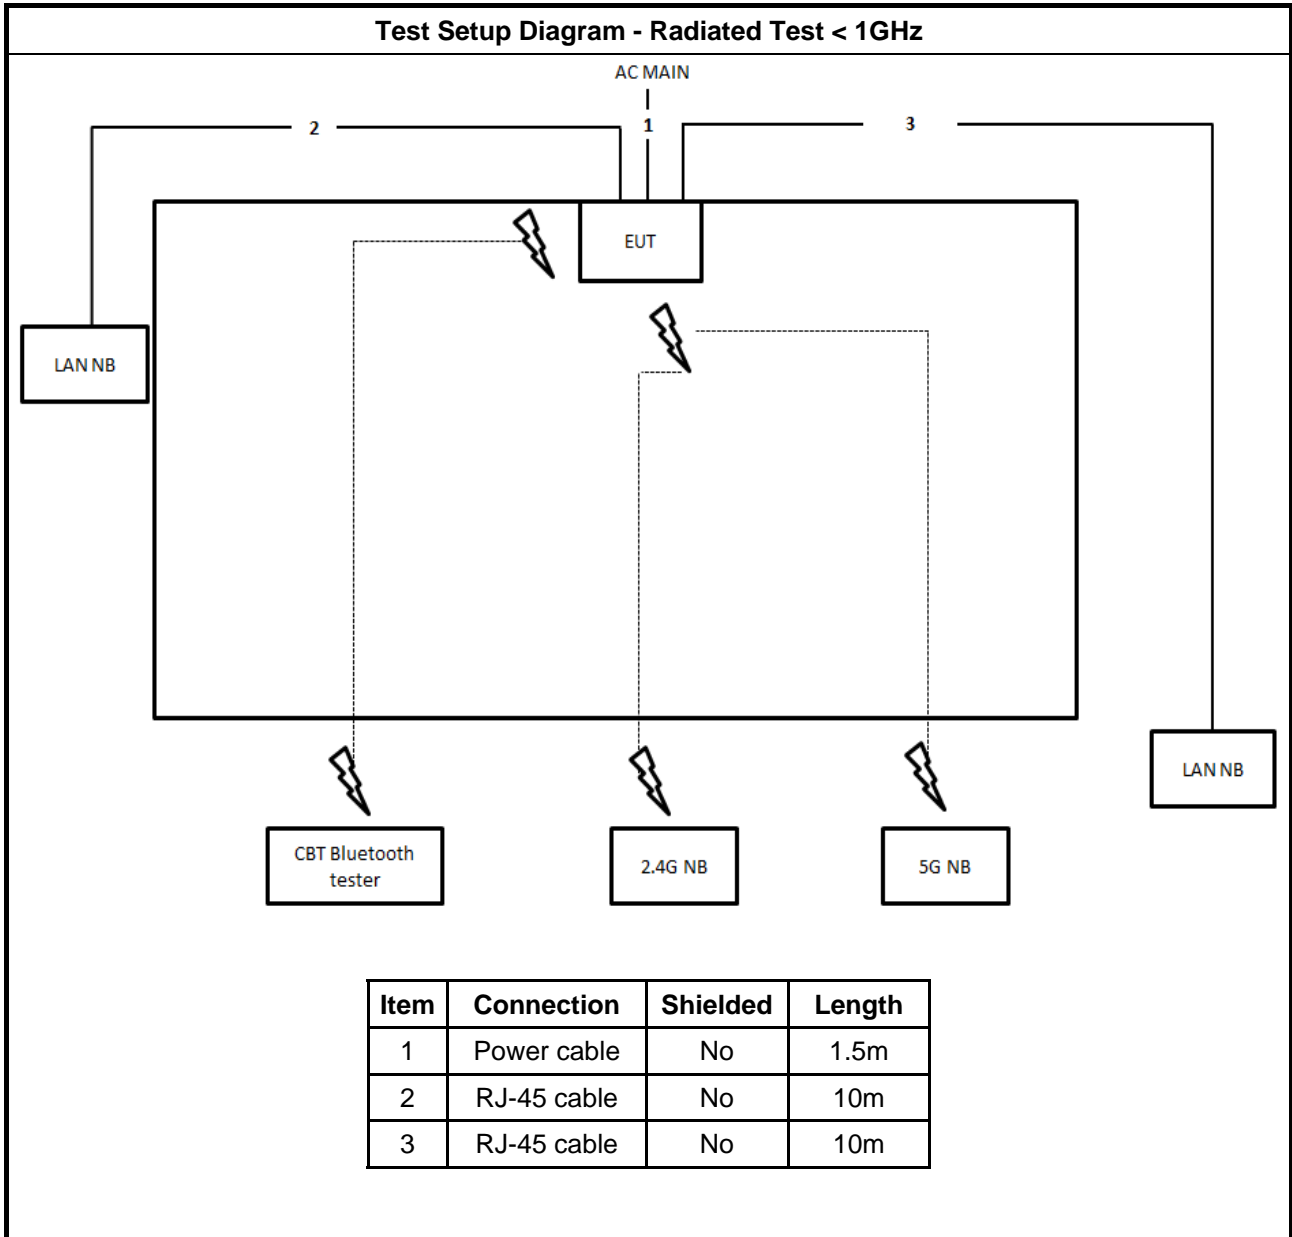 Test Setup Diagram - Radiated Test < 1GHz
AC MAIN
2
1
3
EUT
LAN NB
LAN NB
CBT Bluetooth
tester
2.4G NB
5G NB
Item Connection Shielded Length
1 Power cable No 1.5m
2 RJ-45 cable No 10m
3 RJ-45 cable No 10m